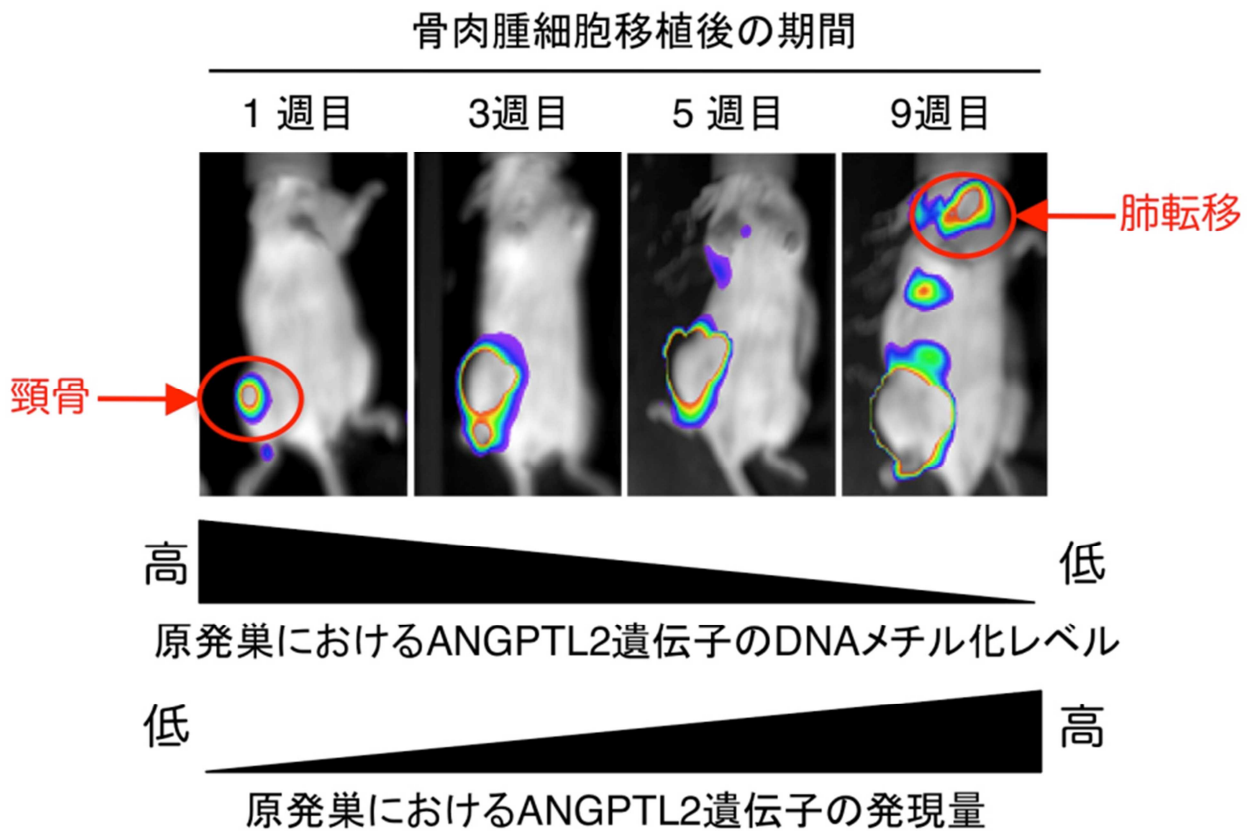 骨肉腫細胞移植後の期間
1 週目
3週目
5 週目
9週目
肺転移
頸骨
高
低
原発巣におけるANGPTL2遺伝子のDNAメチル化レベル
低
高
原発巣におけるANGPTL2遺伝子の発現量